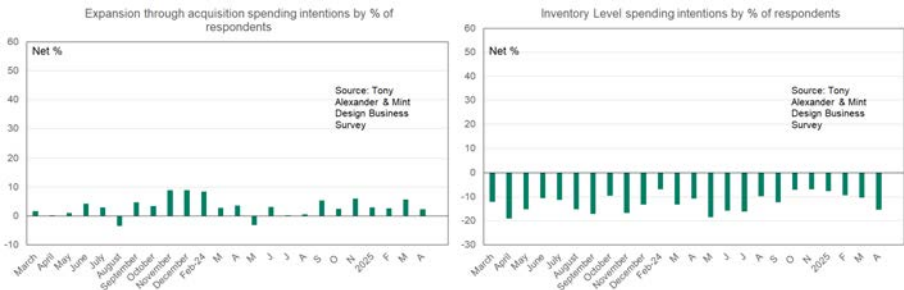 Expansion through acquisition spending intentions by % of
respondents
Net %
60
50
40
30
20
10
0
-10
Source: Tony
Alexander & Mint
Design Business
Survey
March April May June July August September October November December Feb-24 M A M J J A S O N 2025 F M A
Inventory Level spending intentions by % of respondents
Net %
60
50
40
30
20
10
0
-10
-20
-30
Source: Tony
Alexander & Mint
Design Business
Survey
March April May June July August September October November December Feb-24 M A M J J A S O N 2025 F M A